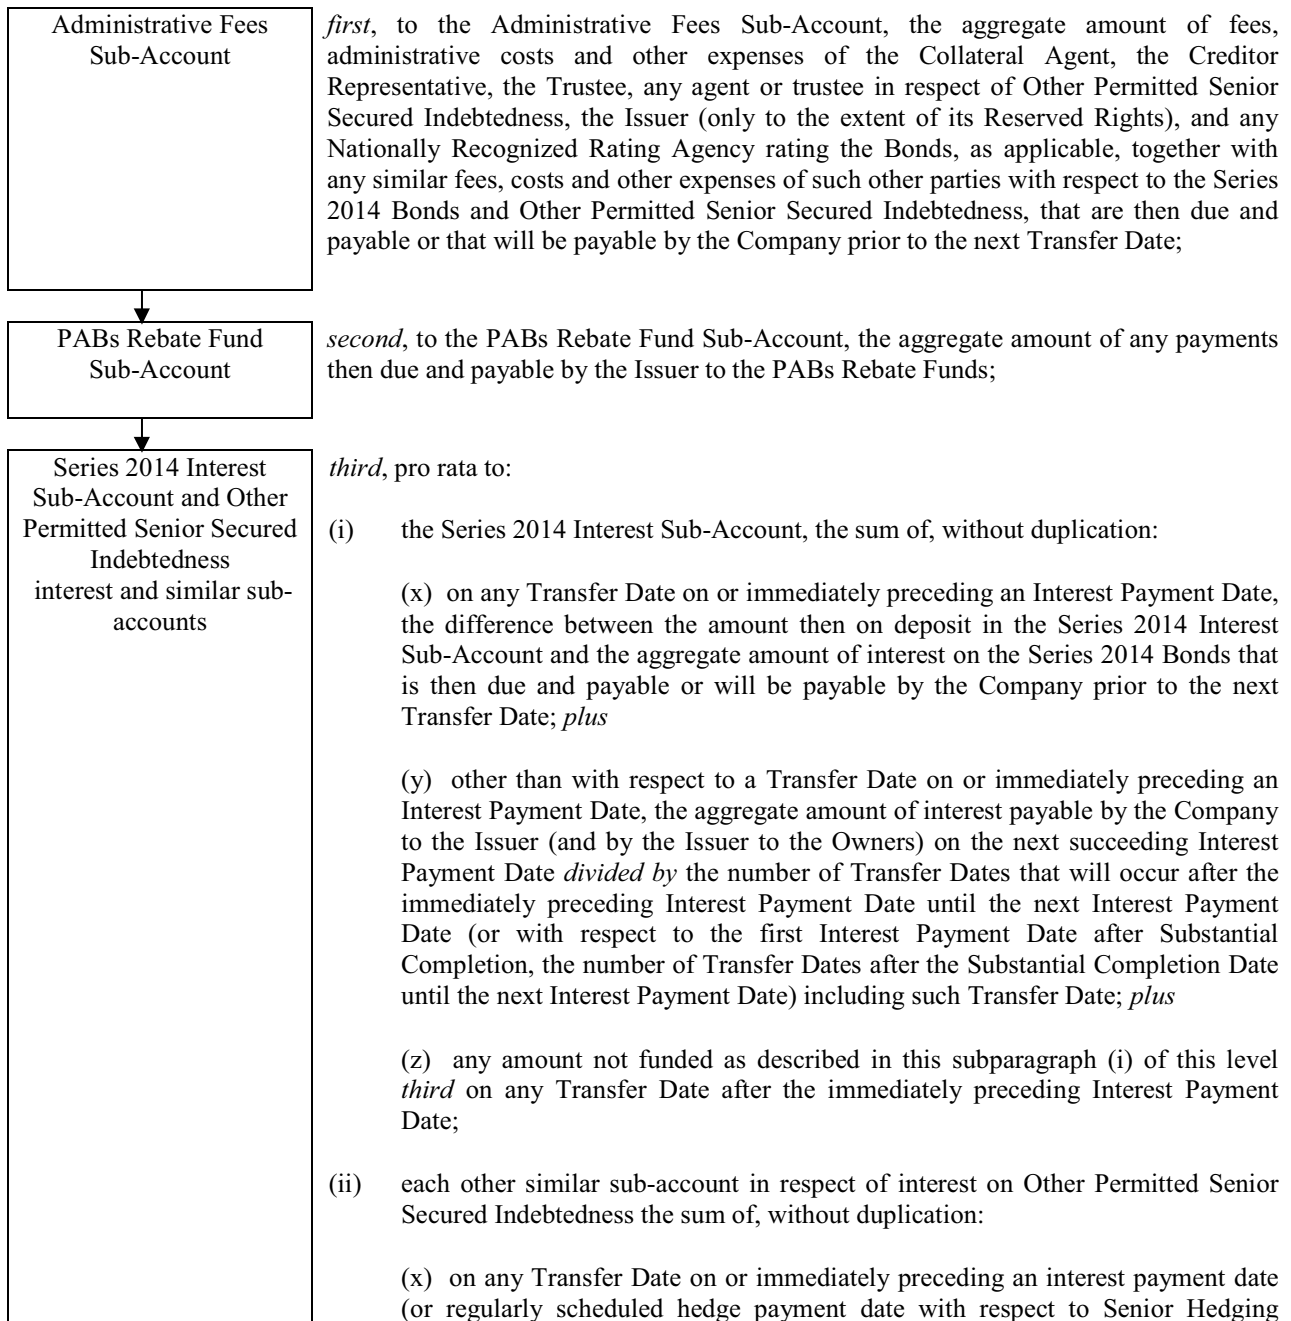 Administrative Fees
Sub-Account
first, to the Administrative Fees Sub-Account, the aggregate amount of fees,
administrative costs and other expenses of the Collateral Agent, the Creditor
Representative, the Trustee, any agent or trustee in respect of Other Permitted Senior
Secured Indebtedness, the Issuer (only to the extent of its Reserved Rights), and any
Nationally Recognized Rating Agency rating the Bonds, as applicable, together with
any similar fees, costs and other expenses of such other parties with respect to the Series
2014 Bonds and Other Permitted Senior Secured Indebtedness, that are then due and
payable or that will be payable by the Company prior to the next Transfer Date;
PABs Rebate Fund
Sub-Account
second, to the PABs Rebate Fund Sub-Account, the aggregate amount of any payments
then due and payable by the Issuer to the PABs Rebate Funds;
Series 2014 Interest
Sub-Account and Other
Permitted Senior Secured
Indebtedness
interest and similar sub-
accounts
third, pro rata to:
(i) the Series 2014 Interest Sub-Account, the sum of, without duplication:
(x) on any Transfer Date on or immediately preceding an Interest Payment Date,
the difference between the amount then on deposit in the Series 2014 Interest
Sub-Account and the aggregate amount of interest on the Series 2014 Bonds that
is then due and payable or will be payable by the Company prior to the next
Transfer Date; plus
(y) other than with respect to a Transfer Date on or immediately preceding an
Interest Payment Date, the aggregate amount of interest payable by the Company
to the Issuer (and by the Issuer to the Owners) on the next succeeding Interest
Payment Date divided by the number of Transfer Dates that will occur after the
immediately preceding Interest Payment Date until the next Interest Payment
Date (or with respect to the first Interest Payment Date after Substantial
Completion, the number of Transfer Dates after the Substantial Completion Date
until the next Interest Payment Date) including such Transfer Date; plus
(z) any amount not funded as described in this subparagraph (i) of this level
third on any Transfer Date after the immediately preceding Interest Payment
Date;
(ii) each other similar sub-account in respect of interest on Other Permitted Senior
Secured Indebtedness the sum of, without duplication:
(x) on any Transfer Date on or immediately preceding an interest payment date
(or regularly scheduled hedge payment date with respect to Senior Hedging